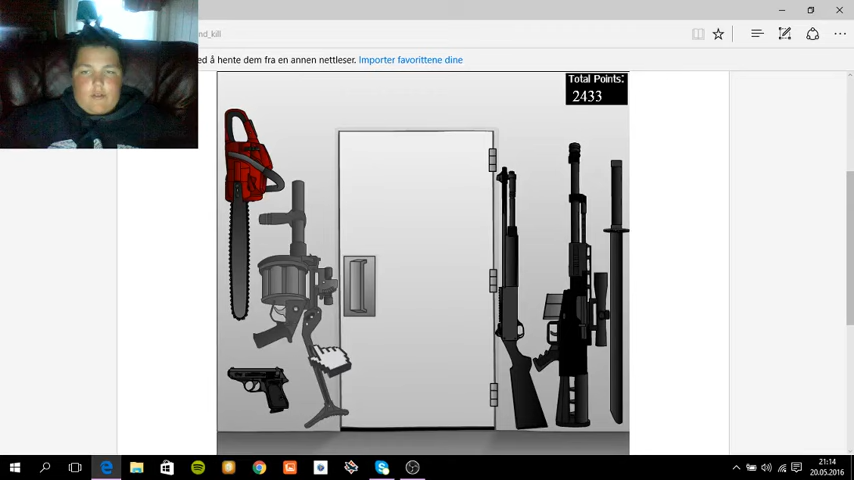 nd_kill
ed å hente dem fra en annen nettleser. Importer favorittene dine
Total Points:
2433
21:14
20.05.2016